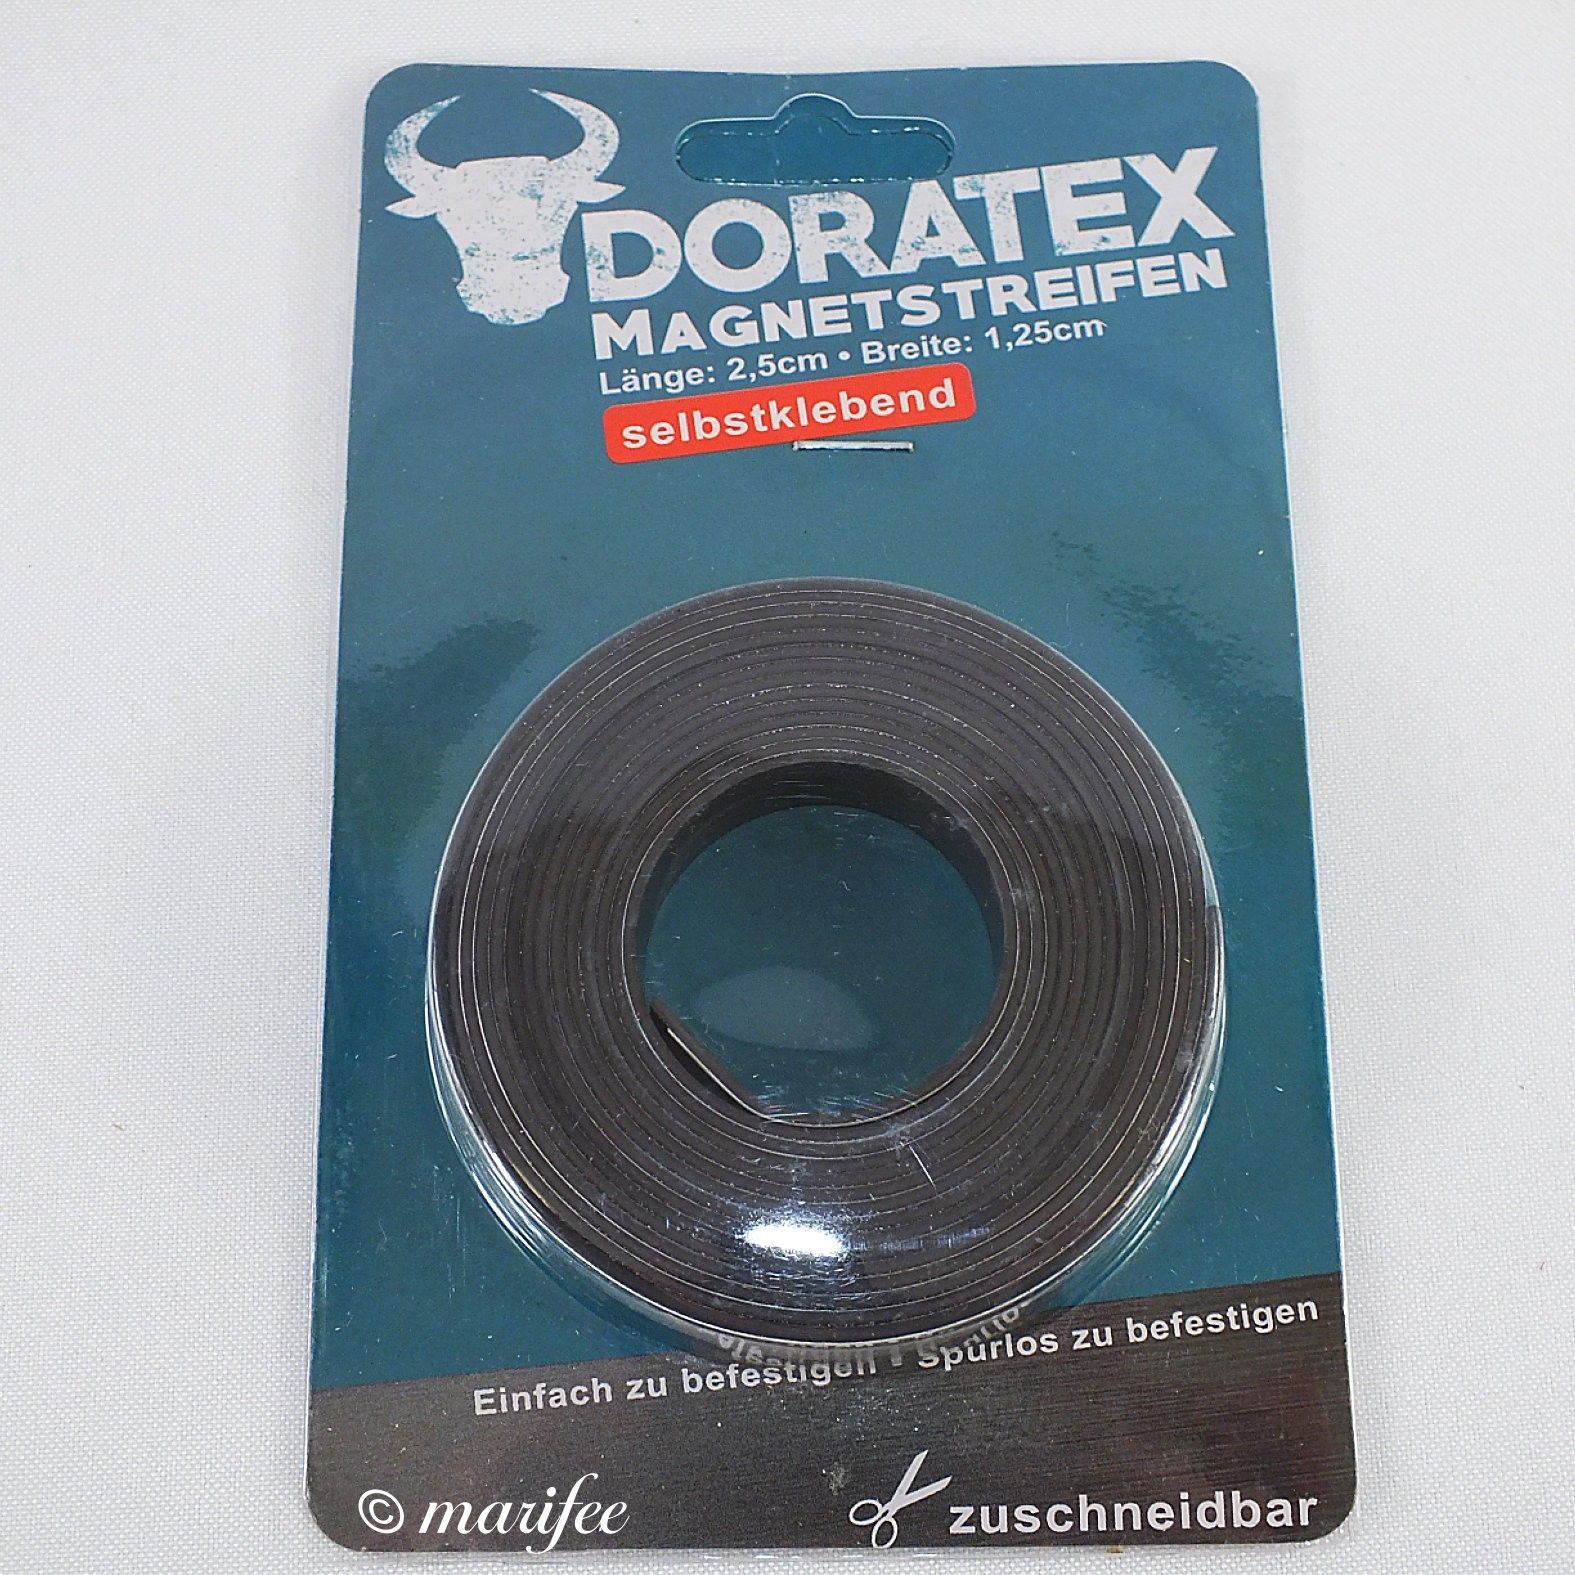 DORATEX
MAGNETSTREIFEN
Länge: 2,5cm • Breite: 1,25cm
selbstklebend
Einfach zu befestigen • Spurlos zu befestigen
© marifee
zuschneidbar